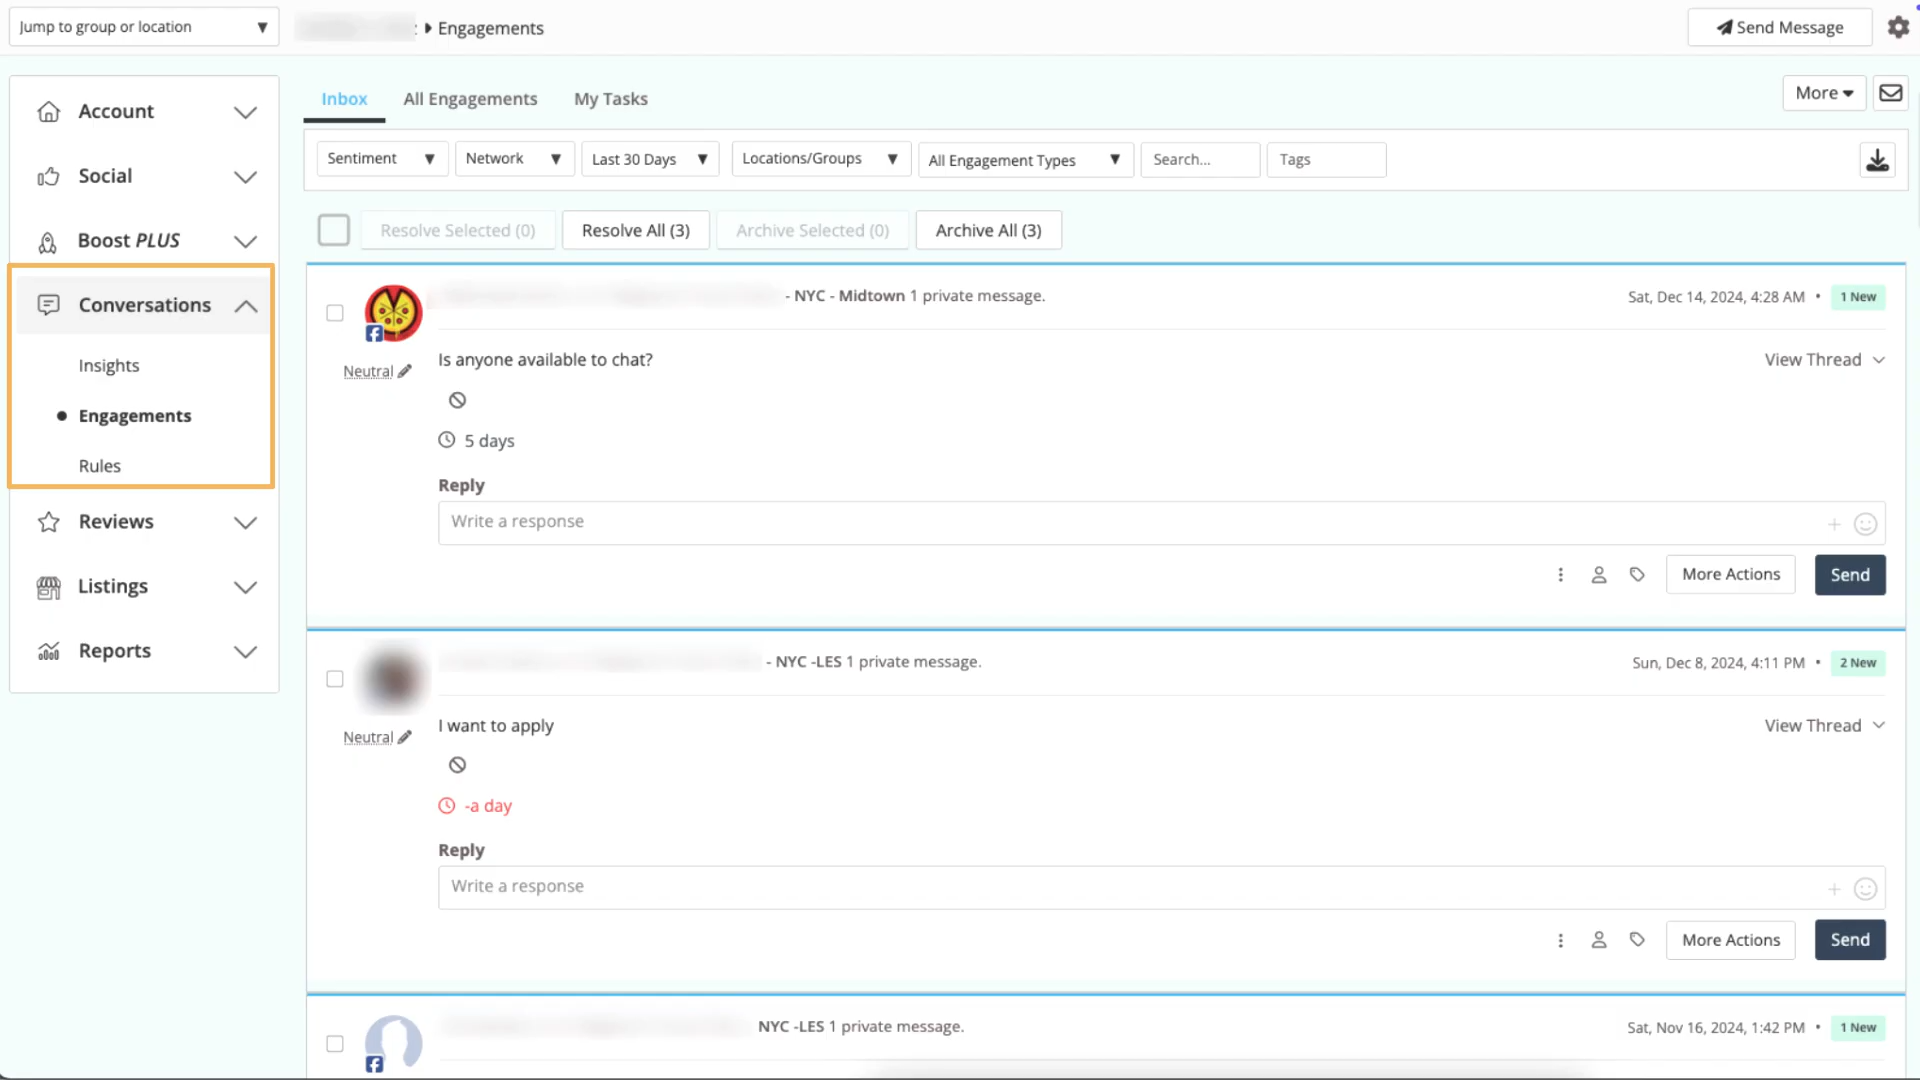 Jump to group or location ▼
Engagements
Send Message
Account
Social
Boost PLUS
Conversations
Insights
• Engagements
Rules
Reviews
Listings
Reports
Inbox All Engagements My Tasks
More
Sentiment ▼ Network ▼ Last 30 Days ▼ Locations/Groups ▼ All Engagement Types ▼ Search... Tags
Resolve Selected (0) Resolve All (3) Archive Selected (0) Archive All (3)
- NYC - Midtown 1 private message.
Sat, Dec 14, 2024, 4:28 AM • 1 New
Neutral
Is anyone available to chat?
View Thread
5 days
Reply
Write a response
More Actions Send
- NYC -LES 1 private message.
Sun, Dec 8, 2024, 4:11 PM • 2 New
Neutral
I want to apply
View Thread
-a day
Reply
Write a response
More Actions Send
NYC -LES 1 private message.
Sat, Nov 16, 2024, 1:42 PM • 1 New